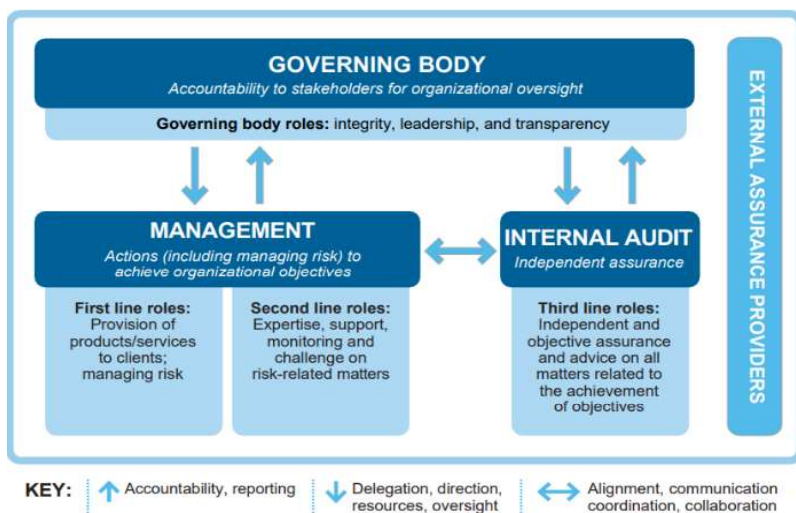 GOVERNING BODY
Accountability to stakeholders for organizational oversight
Governing body roles: integrity, leadership, and transparency
MANAGEMENT
Actions (including managing risk) to
achieve organizational objectives
INTERNAL AUDIT
Independent assurance
First line roles:
Provision of
products/services
to clients;
managing risk
Second line roles:
Expertise, support,
monitoring and
challenge on
risk-related matters
Third line roles:
Independent and
objective assurance
and advice on all
matters related to
the achievement
of objectives
EXTERNAL ASSURANCE PROVIDERS
KEY:
Accountability, reporting
Delegation, direction,
resources, oversight
Alignment, communication
coordination, collaboration